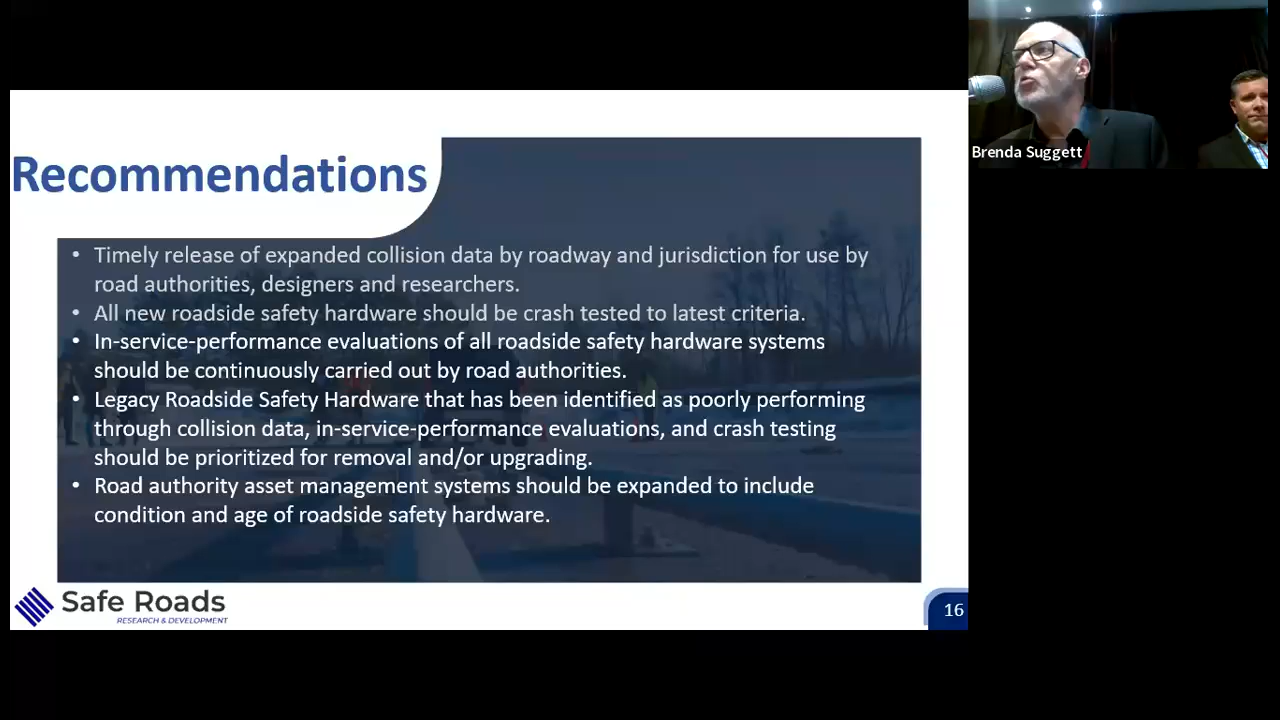 Recommendations
• Timely release of expanded collision data by roadway and jurisdiction for use by
road authorities, designers and researchers.
• All new roadside safety hardware should be crash tested to latest criteria.
• In-service-performance evaluations of all roadside safety hardware systems
should be continuously carried out by road authorities.
• Legacy Roadside Safety Hardware that has been identified as poorly performing
through collision data, in-service-performance evaluations, and crash testing
should be prioritized for removal and/or upgrading.
• Road authority asset management systems should be expanded to include
condition and age of roadside safety hardware.
Safe Roads
RESEARCH & DEVELOPMENT
16
Brenda Suggett